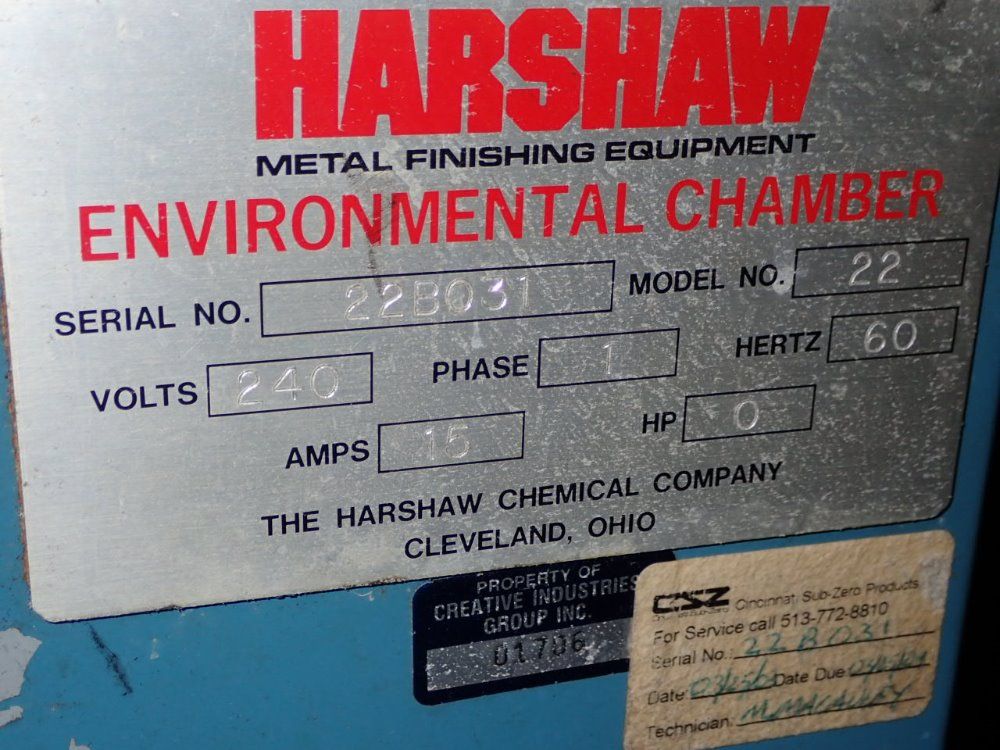 HARSHAW
METAL FINISHING EQUIPMENT
ENVIRONMENTAL CHAMBER
SERIAL NO. 22B031 MODEL NO. 22
VOLTS 240 PHASE 1 HERTZ 60
AMPS 15 HP 0
THE HARSHAW CHEMICAL COMPANY
CLEVELAND, OHIO
PROPERTY OF
CREATIVE INDUSTRIES
GROUP INC.
01706
CSZ Cincinnati Sub-Zero Products
For Service call 513-772-8810
Serial No.: 22B031
Date Date Due
Technician: